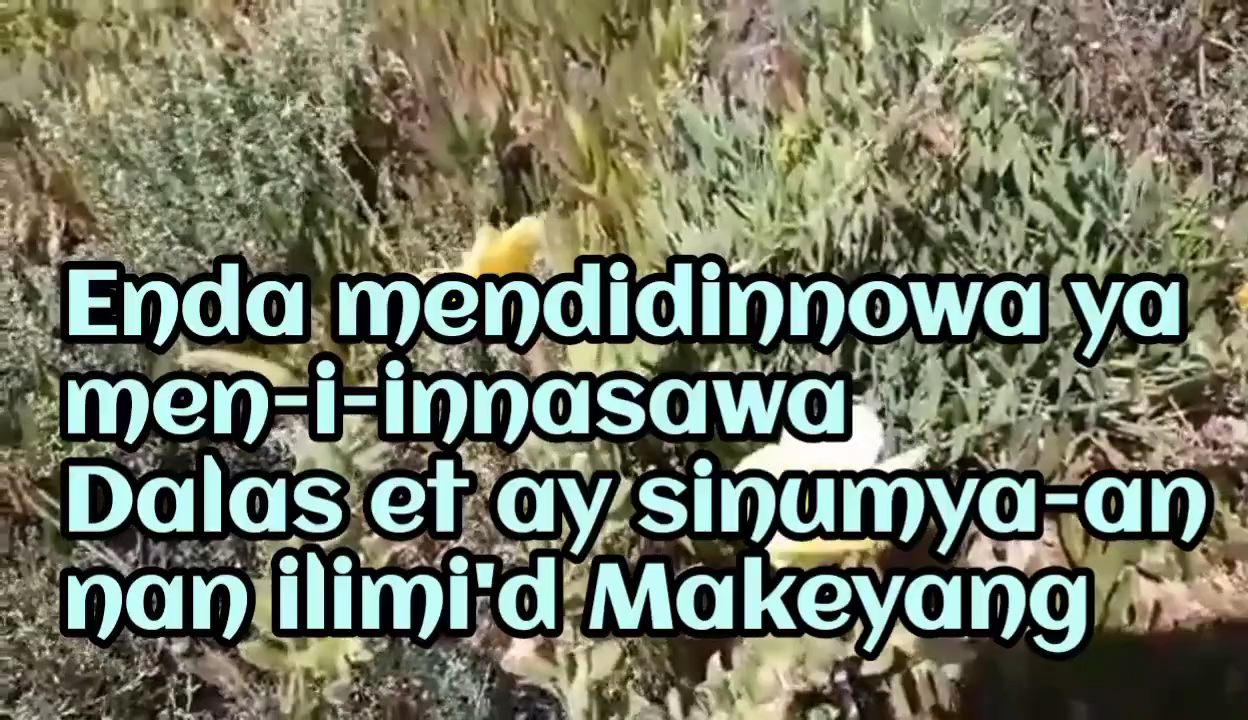 Enda mendidinnowa ya
men-i-innasawa
Dalas et ay sinumya-an
nan ilimi'd Makeyang